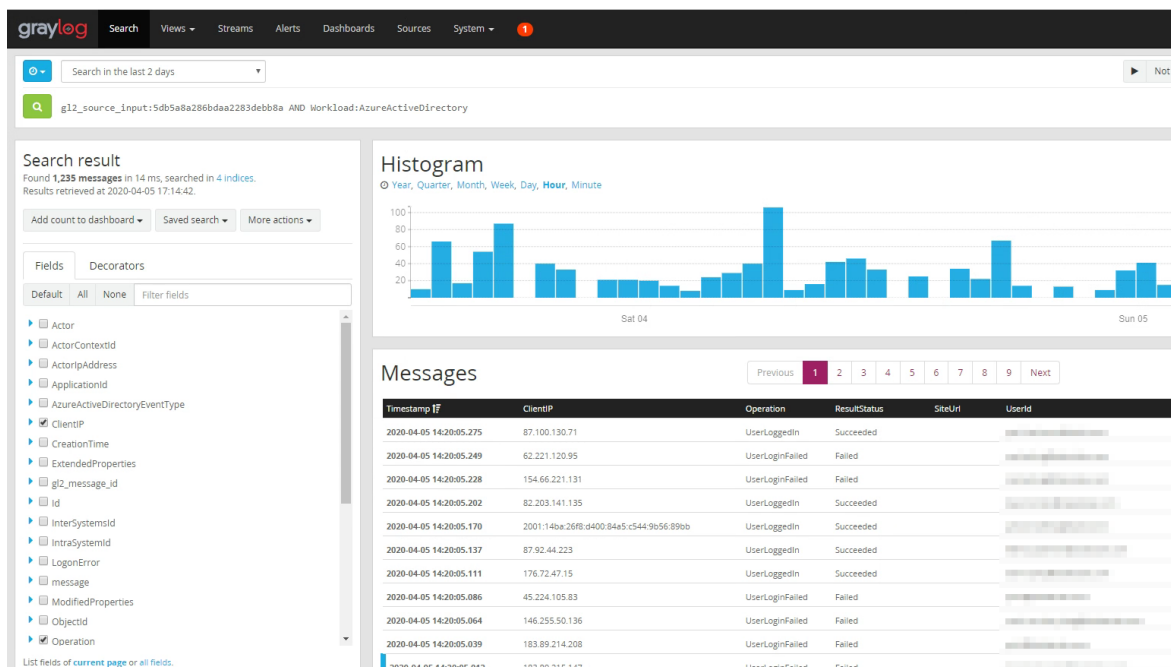 graylog Search Views Streams Alerts Dashboards Sources System 1
Search in the last 2 days Not
gl2_source_input:5db5a8a286bdaa2283debb8a AND Workload:AzureActiveDirectory
Search result
Found 1,235 messages in 14 ms, searched in 4 indices.
Results retrieved at 2020-04-05 17:14:42.
Add count to dashboard Saved search More actions
Fields Decorators
Default All None Filter fields
Actor
ActorContextId
ActorIpAddress
ApplicationId
AzureActiveDirectoryEventType
ClientIP
CreationTime
ExtendedProperties
gl2_message_id
Id
InterSystemsId
IntraSystemId
LogonError
message
ModifiedProperties
ObjectId
Operation
List fields of current page or all fields.
Histogram
Year, Quarter, Month, Week, Day, Hour, Minute
100
80
60
40
20
Sat 04 Sun 05
Messages
Previous 1 2 3 4 5 6 7 8 9 Next
Timestamp ClientIP Operation ResultStatus SiteUrl UserId
2020-04-05 14:20:05.275 87.100.130.71 UserLoggedIn Succeeded
2020-04-05 14:20:05.249 62.221.120.95 UserLoginFailed Failed
2020-04-05 14:20:05.228 154.66.221.131 UserLoginFailed Failed
2020-04-05 14:20:05.202 82.203.141.135 UserLoggedIn Succeeded
2020-04-05 14:20:05.170 2001:14ba:26f8:d400:84a5:c544:9b56:89bb UserLoggedIn Succeeded
2020-04-05 14:20:05.137 87.92.44.223 UserLoggedIn Succeeded
2020-04-05 14:20:05.111 176.72.47.15 UserLoggedIn Succeeded
2020-04-05 14:20:05.086 45.224.105.83 UserLoginFailed Failed
2020-04-05 14:20:05.064 146.255.50.136 UserLoginFailed Failed
2020-04-05 14:20:05.039 183.89.214.208 UserLoginFailed Failed